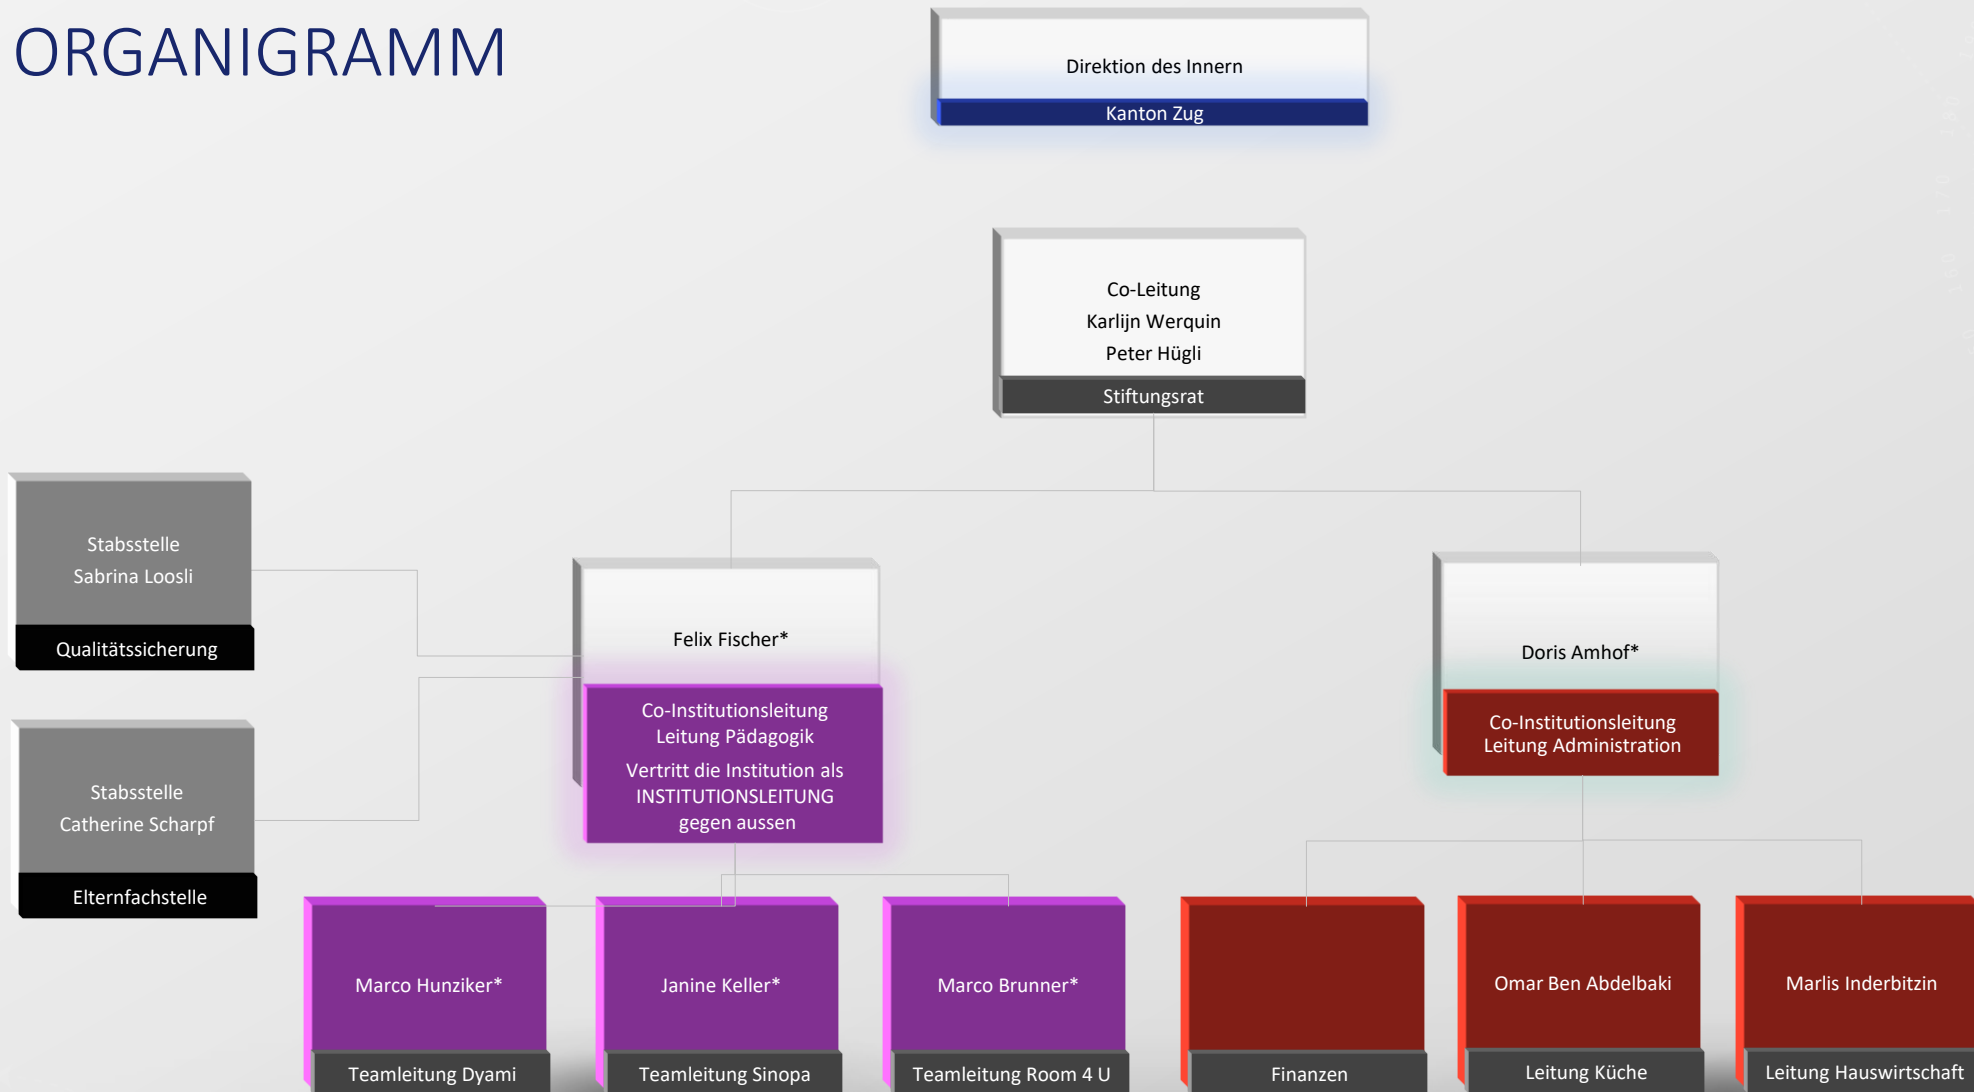 ORGANIGRAMM
Direktion des Innern
Kanton Zug
Co-Leitung
Karlijn Werquin
Peter Hügli
Stiftungsrat
Stabsstelle
Sabrina Loosli
Qualitätssicherung
Felix Fischer*
Co-Institutionsleitung
Leitung Pädagogik
Vertritt die Institution als
INSTITUTIONSLEITUNG
gegen aussen
Doris Amhof*
Co-Institutionsleitung
Leitung Administration
Stabsstelle
Catherine Scharpf
Elternfachstelle
Marco Hunziker*
Teamleitung Dyami
Janine Keller*
Teamleitung Sinopa
Marco Brunner*
Teamleitung Room 4 U
Finanzen
Omar Ben Abdelbaki
Leitung Küche
Marlis Inderbitzin
Leitung Hauswirtschaft